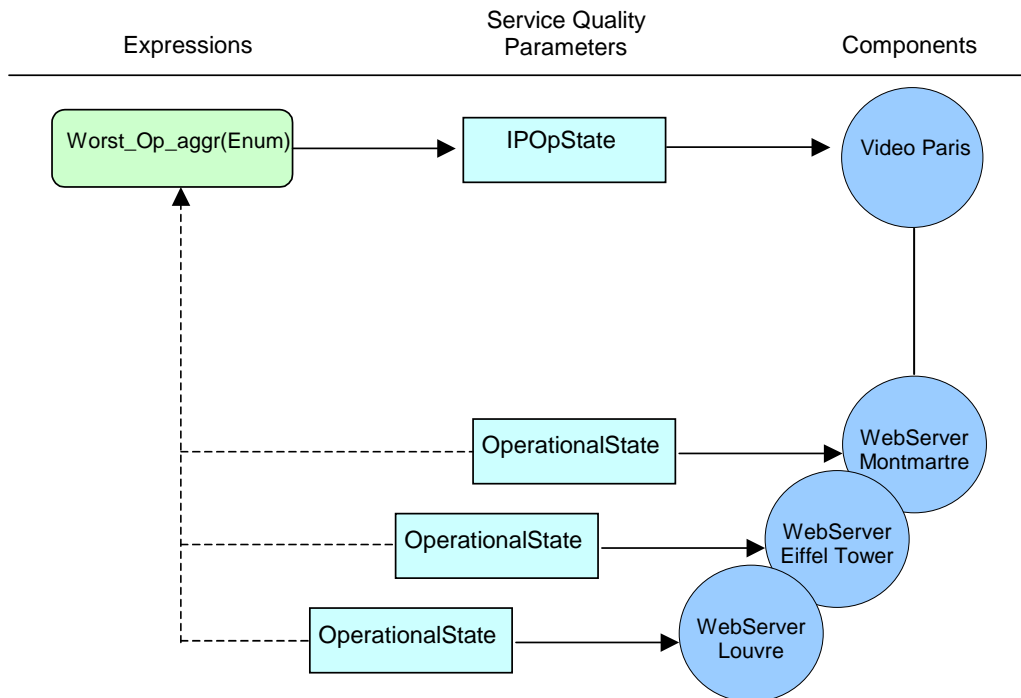 Expressions
Service Quality
Parameters
Components
Worst_Op_aggr(Enum)
IPOpState
Video Paris
OperationalState
WebServer
Montmartre
OperationalState
WebServer
Eiffel Tower
OperationalState
WebServer
Louvre